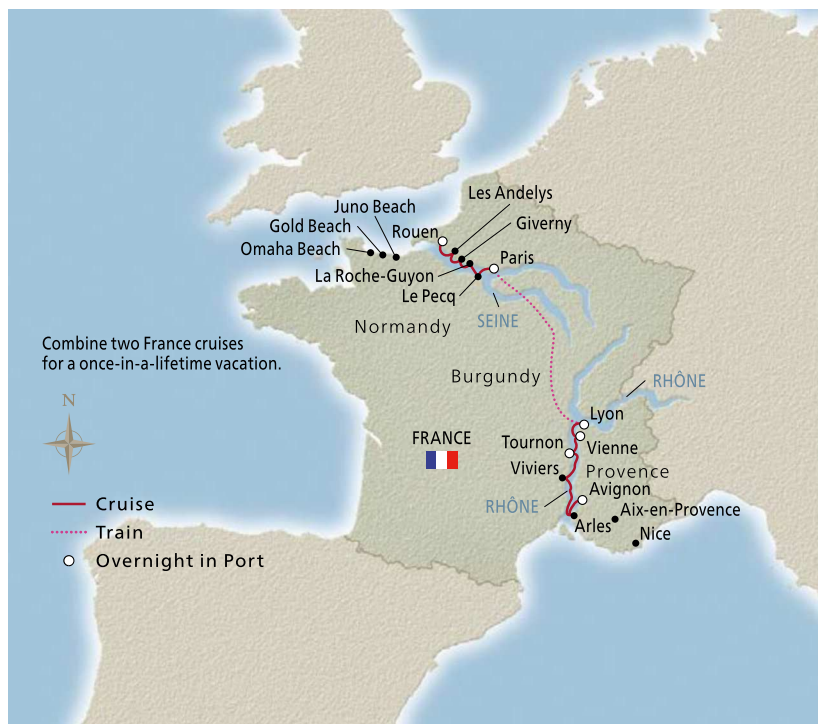 Les Andelys
Juno Beach
Giverny
Gold Beach
Rouen
Omaha Beach
Paris
La Roche-Guyon
Le Pecq
SEINE
Normandy
Combine two France cruises
for a once-in-a-lifetime vacation.
Burgundy
RHÔNE
N
Lyon
FRANCE
Tournon
Vienne
Viviers
Provence
Avignon
RHÔNE
Cruise
Aix-en-Provence
Arles
Train
Nice
Overnight in Port